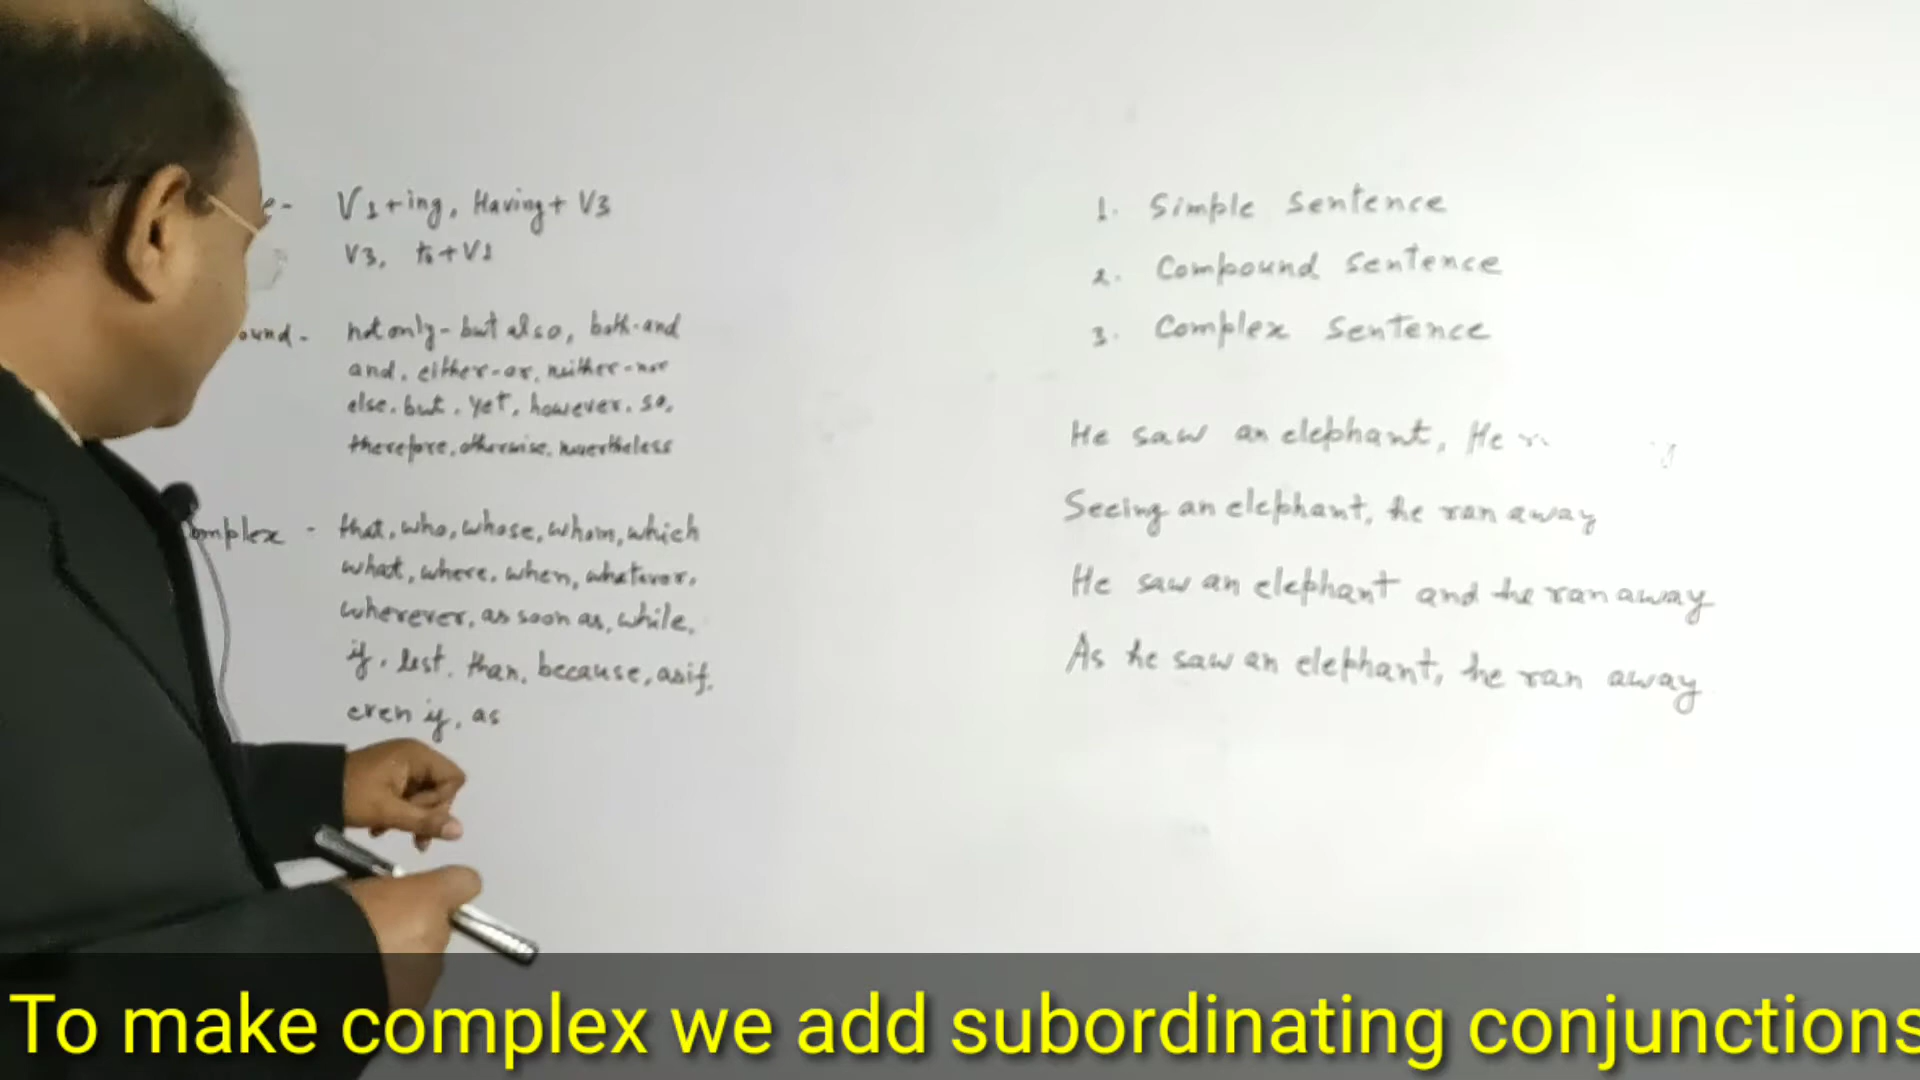 V1+ing, Having+ V3
V3, to+V1
ound- not only-but also, both-and
and, either-or, neither-nor
else, but, yet, however, so,
therefore, otherwise, nevertheless
omplex - that, who, whose, whom, which
what, where, when, whatever,
wherever, as soon as, while,
if, lest, than, because, as if,
even if, as
1. Simple Sentence
2. Compound Sentence
3. Complex Sentence
He saw an elephant, He
Seeing an elephant, he ran away
He saw an elephant and he ran away
As he saw an elephant, he ran away
To make complex we add subordinating conjunctions